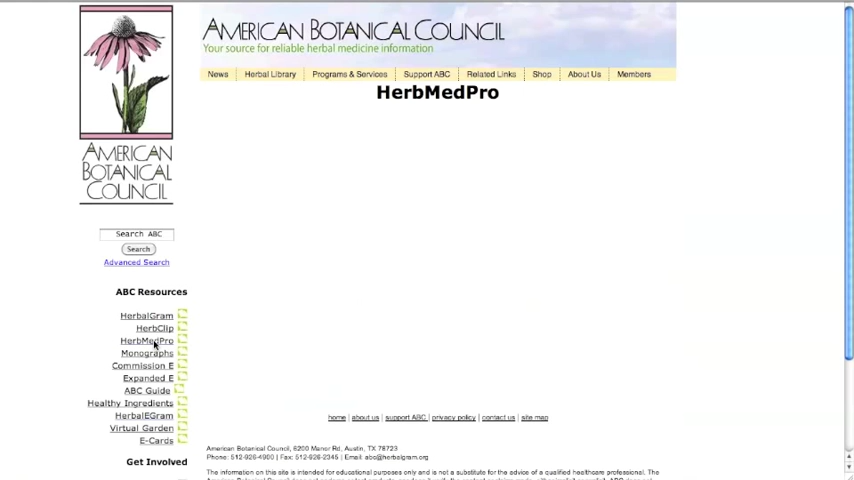 AMERICAN BOTANICAL COUNCIL
Your source for reliable herbal medicine information
News
Herbal Library
Programs & Services
Support ABC
Related Links
Shop
About Us
Members
HerbMedPro
AMERICAN
BOTANICAL
COUNCIL
Search ABC
Search
Advanced Search
ABC Resources
HerbalGram
HerbClip
HerbMedPro
Monographs
Commission E
Expanded E
ABC Guide
Healthy Ingredients
HerbalEGram
Virtual Garden
E-Cards
Get Involved
home | about us | support ABC | privacy policy | contact us | site map
American Botanical Council, 6200 Manor Rd, Austin, TX 78723
Phone: 512-926-4900 | Fax: 512-926-2345 | Email: abc@herbalgram.org
The information on this site is intended for educational purposes only and is not a substitute for the advice of a qualified healthcare professional. The